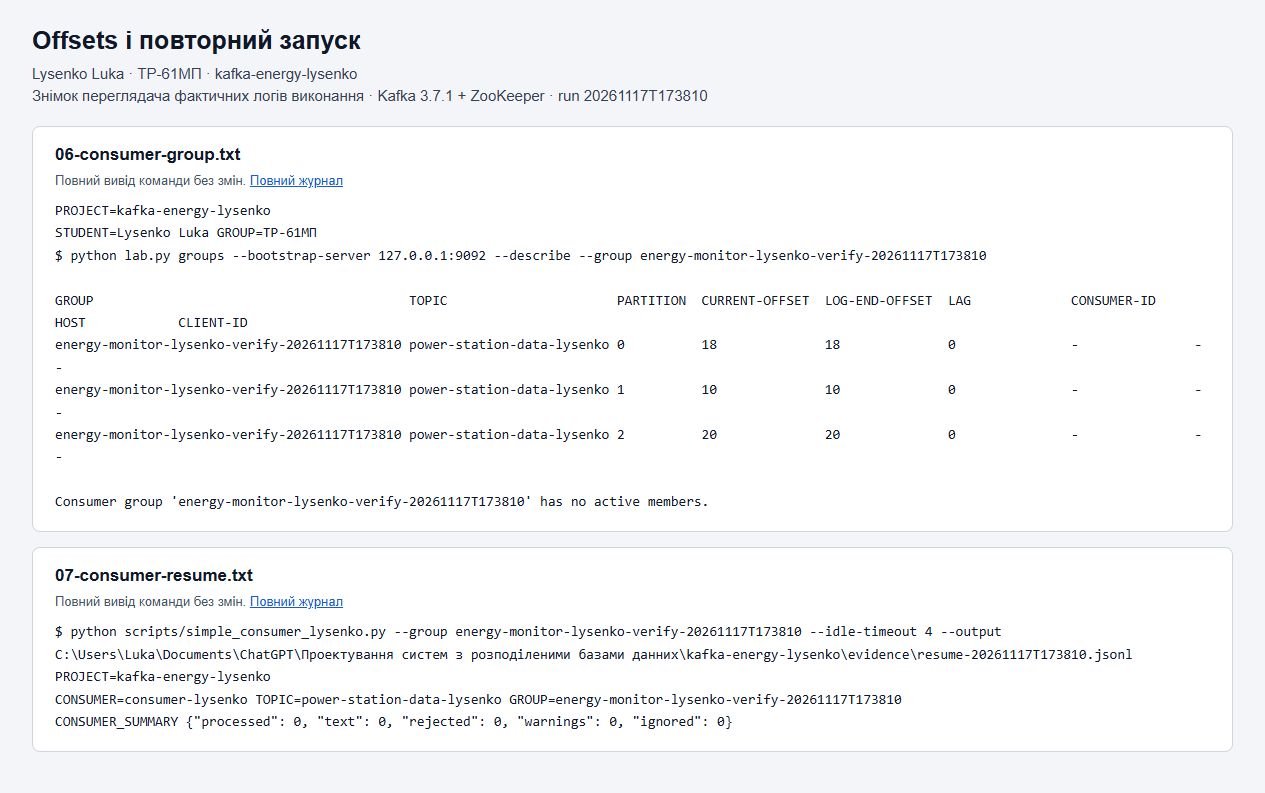 Offsets і повторний запуск
Lysenko Luka · ТР-61МП · kafka-energy-lysenko
Знімок переглядача фактичних логів виконання · Kafka 3.7.1 + ZooKeeper · run 20261117T173810
06-consumer-group.txt
Повний вивід команди без змін. Повний журнал
PROJECT=kafka-energy-lysenko
STUDENT=Lysenko Luka GROUP=ТР-61МП
$ python lab.py groups --bootstrap-server 127.0.0.1:9092 --describe --group energy-monitor-lysenko-verify-20261117T173810
GROUP TOPIC PARTITION CURRENT-OFFSET LOG-END-OFFSET LAG CONSUMER-ID
HOST CLIENT-ID
energy-monitor-lysenko-verify-20261117T173810 power-station-data-lysenko 0 18 18 0 - -
-
energy-monitor-lysenko-verify-20261117T173810 power-station-data-lysenko 1 10 10 0 - -
-
energy-monitor-lysenko-verify-20261117T173810 power-station-data-lysenko 2 20 20 0 - -
-
Consumer group 'energy-monitor-lysenko-verify-20261117T173810' has no active members.
07-consumer-resume.txt
Повний вивід команди без змін. Повний журнал
$ python scripts/simple_consumer_lysenko.py --group energy-monitor-lysenko-verify-20261117T173810 --idle-timeout 4 --output
C:\Users\Luka\Documents\ChatGPT\Проектування систем з розподіленими базами данних\kafka-energy-lysenko\evidence\resume-20261117T173810.jsonl
PROJECT=kafka-energy-lysenko
CONSUMER=consumer-lysenko TOPIC=power-station-data-lysenko GROUP=energy-monitor-lysenko-verify-20261117T173810
CONSUMER_SUMMARY {"processed": 0, "text": 0, "rejected": 0, "warnings": 0, "ignored": 0}